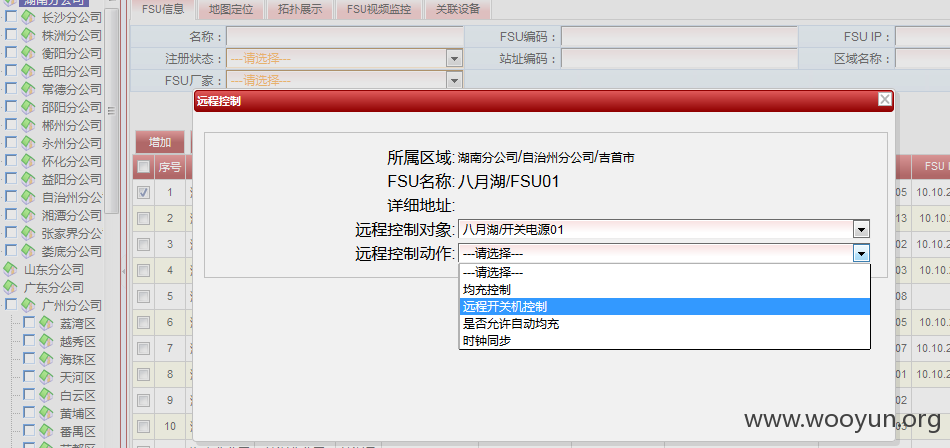 湖南分公司
长沙分公司
株洲分公司
衡阳分公司
岳阳分公司
常德分公司
邵阳分公司
郴州分公司
永州分公司
怀化分公司
益阳分公司
自治州分公
湘潭分公司
张家界分公
娄底分公司
山东分公司
广东分公司
广州分公司
荔湾区
越秀区
海珠区
天河区
白云区
黄埔区
番禺区
FSU信息 地图定位 拓扑展示 FSU视频监控 关联设备
名称: FSU编码: FSU IP:
注册状态: ---请选择--- 站址编码: 区域名称:
FSU厂家: ---请选择---
增加
序号 FSU I
1 05 10.10.2
2 13 10.10.2
3 02 10.10.2
4 03 10.10.2
5 08
6 02 10.10.2
7 07 10.10.2
8 01 10.10.2
9 02
10 03
远程控制
所属区域: 湖南分公司/自治州分公司/吉首市
FSU名称: 八月湖/FSU01
详细地址:
远程控制对象: 八月湖/开关电源01
远程控制动作: ---请选择---
---请选择---
均充控制
远程开关机控制
是否允许自动均充
时钟同步
www.wooyun.org